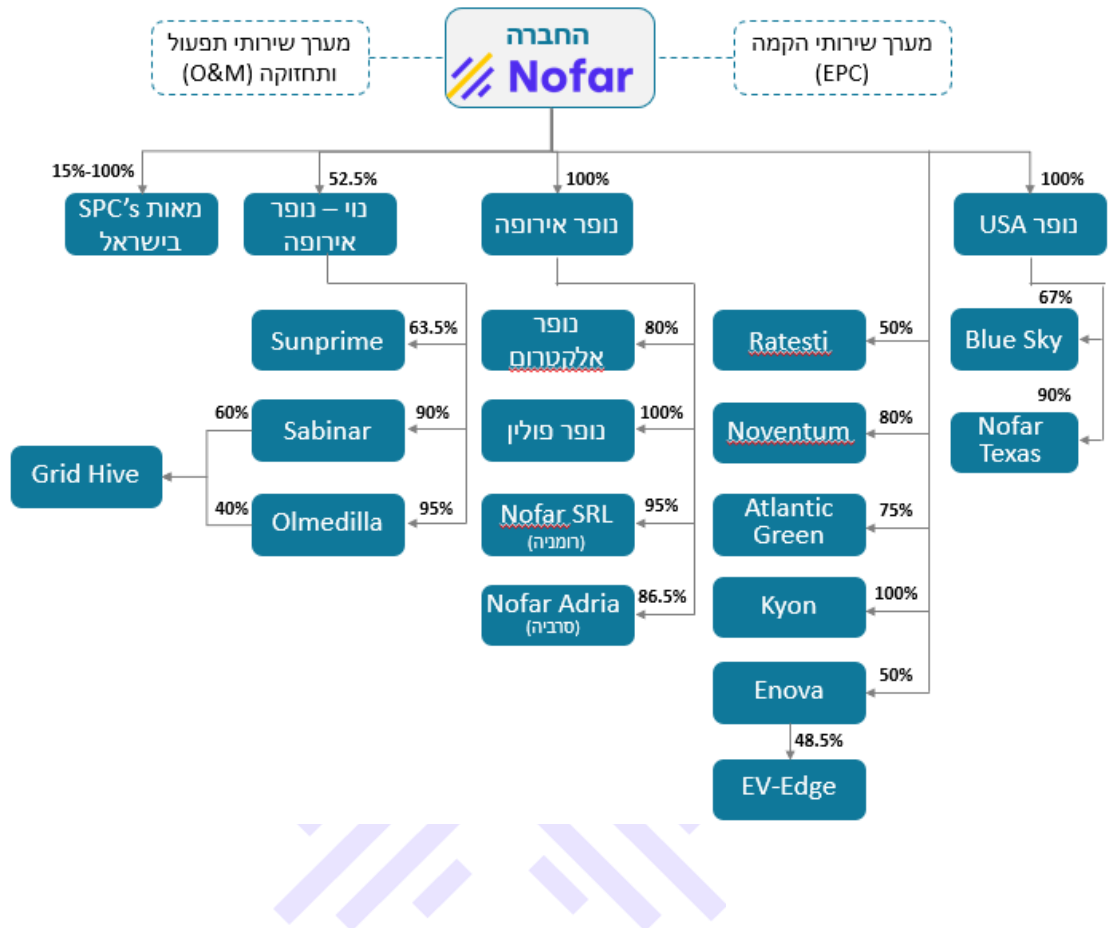 החברה
Nofar
מערך שירותי תפעול
ותחזוקה (O&M)
מערך שירותי הקמה
(EPC)
15%-100%
52.5%
100%
100%
מאות SPC's
בישראל
נוי – נופר
אירופה
נופר אירופה
נופר USA
Sunprime
63.5%
Sabinar
90%
Olmedilla
95%
60%
40%
Grid Hive
נופר
אלקטרום
80%
נופר פולין
100%
Nofar SRL
(רומניה)
95%
Nofar Adria
(סרביה)
86.5%
Ratesti
50%
Noventum
80%
Atlantic
Green
75%
Kyon
100%
Enova
50%
48.5%
EV-Edge
67%
Blue Sky
90%
Nofar
Texas